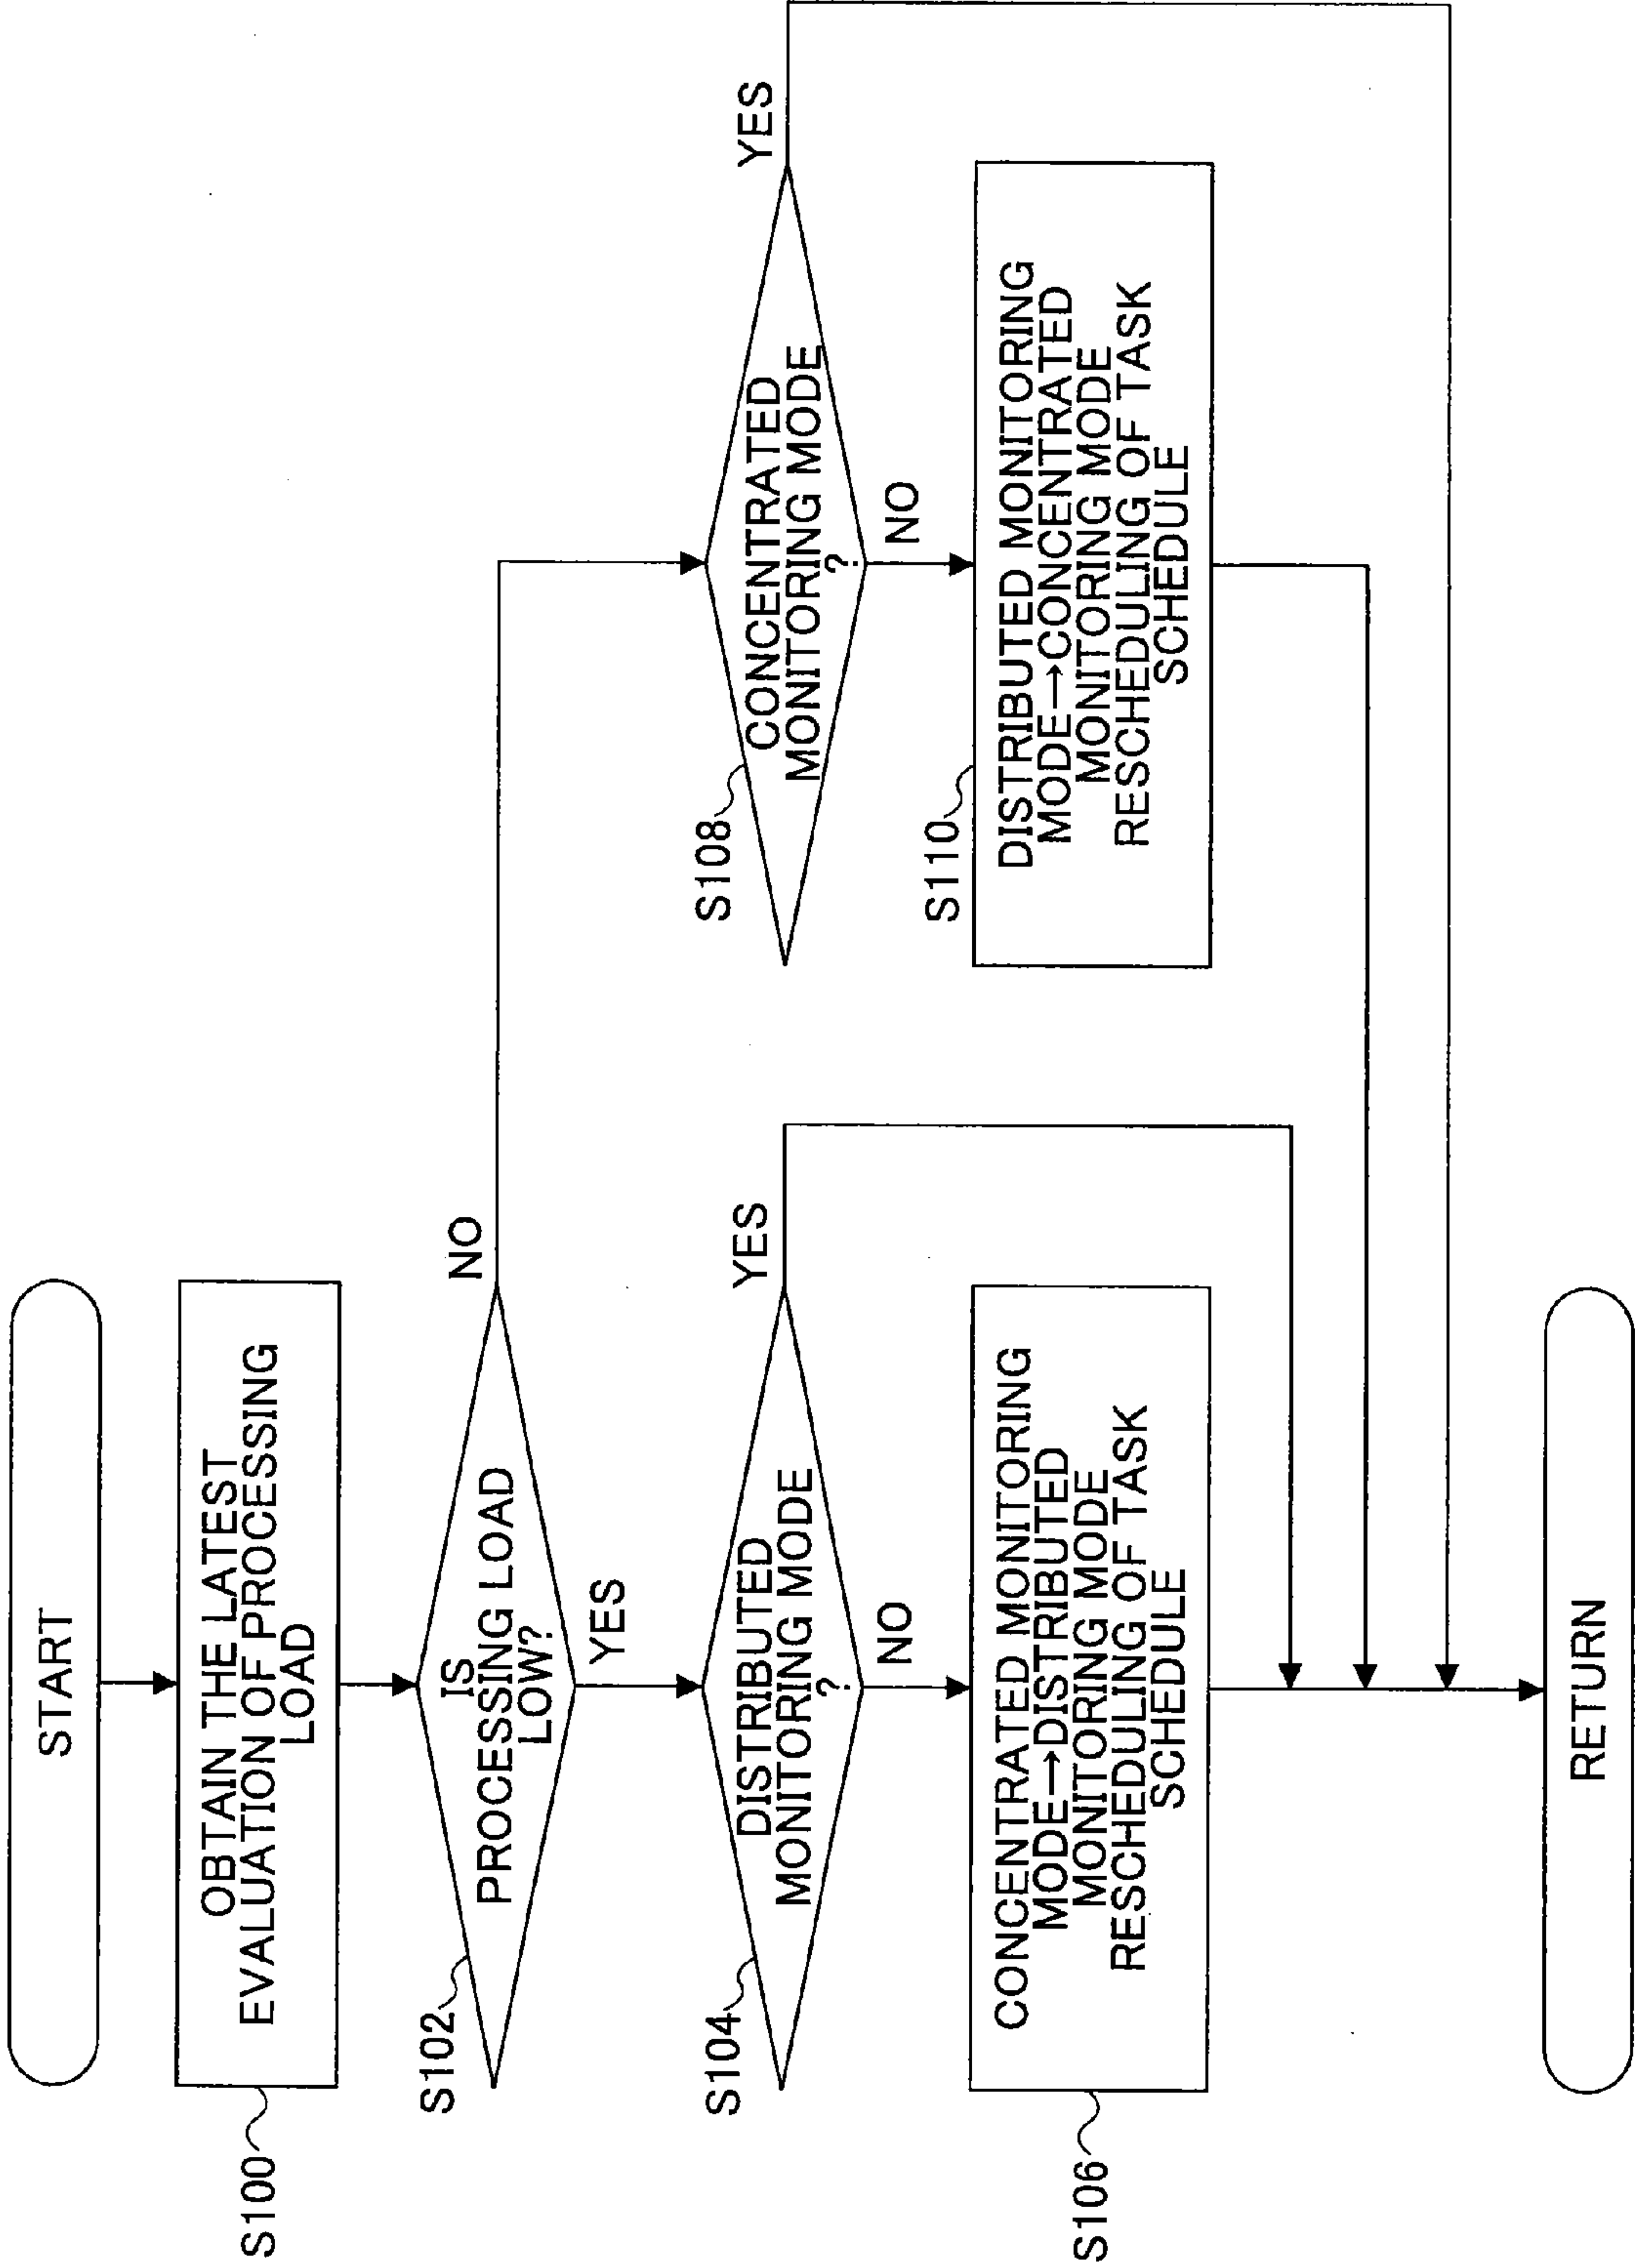 START
S100
OBTAIN THE LATEST
EVALUATION OF PROCESSING
LOAD
S102
IS
PROCESSING LOAD
LOW?
NO
YES
S104
DISTRIBUTED
MONITORING MODE
?
YES
NO
S106
CONCENTRATED MONITORING
MODE→DISTRIBUTED
MONITORING MODE
RESCHEDULING OF TASK
SCHEDULE
S108
CONCENTRATED
MONITORING MODE
?
YES
NO
S110
DISTRIBUTED MONITORING
MODE→CONCENTRATED
MONITORING MODE
RESCHEDULING OF TASK
SCHEDULE
RETURN